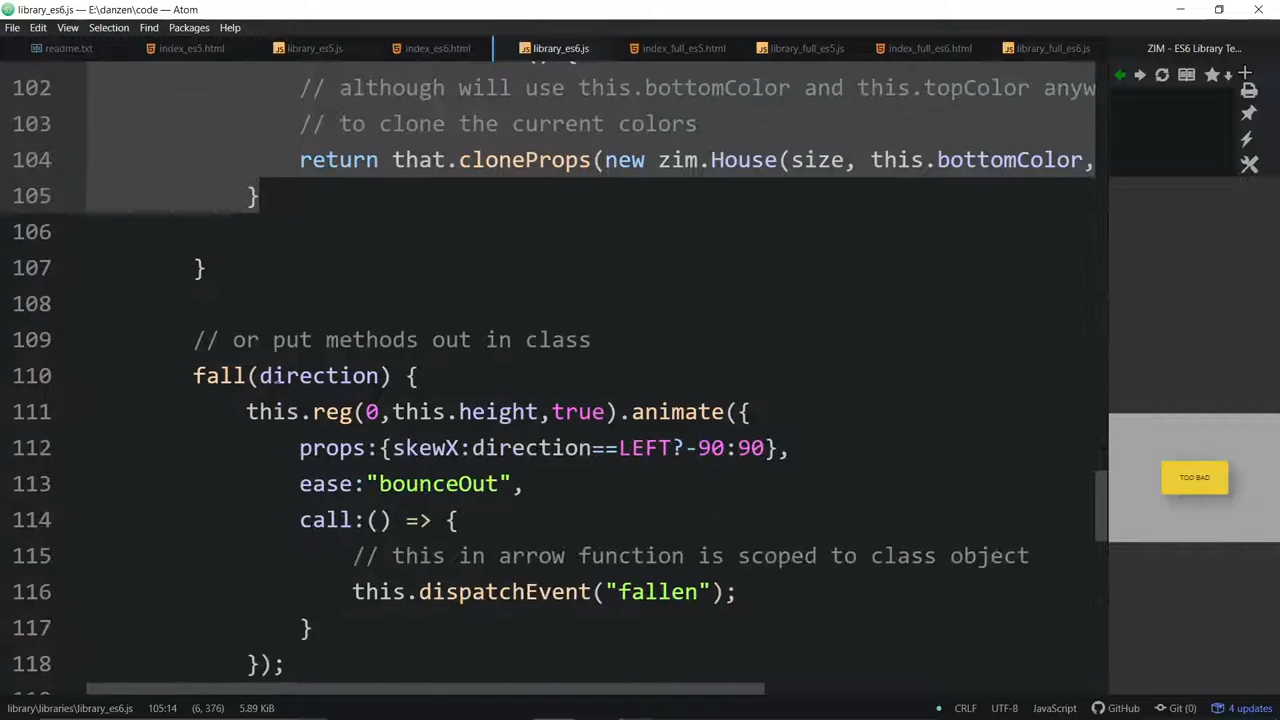 library_es6.js — E:\danzen\code — Atom
File Edit View Selection Find Packages Help
readme.txt index_es5.html library_es5.js index_es6.html library_es6.js index_full_es5.html library_full_es5.js index_full_es6.html library_full_es6.js ZIM - ES6 Library Te...
102 // although will use this.bottomColor and this.topColor anyw
103 // to clone the current colors
104 return that.cloneProps(new zim.House(size, this.bottomColor,
105 }
106
107 }
108
109 // or put methods out in class
110 fall(direction) {
111 this.reg(0,this.height,true).animate({
112 props:{skewX:direction==LEFT?-90:90},
113 ease:"bounceOut",
114 call:() => {
115 // this in arrow function is scoped to class object
116 this.dispatchEvent("fallen");
117 }
118 });
TOO BAD
library\libraries\library_es6.js 105:14 (6, 376) 5.89 KiB CRLF UTF-8 JavaScript GitHub Git (0) 4 updates